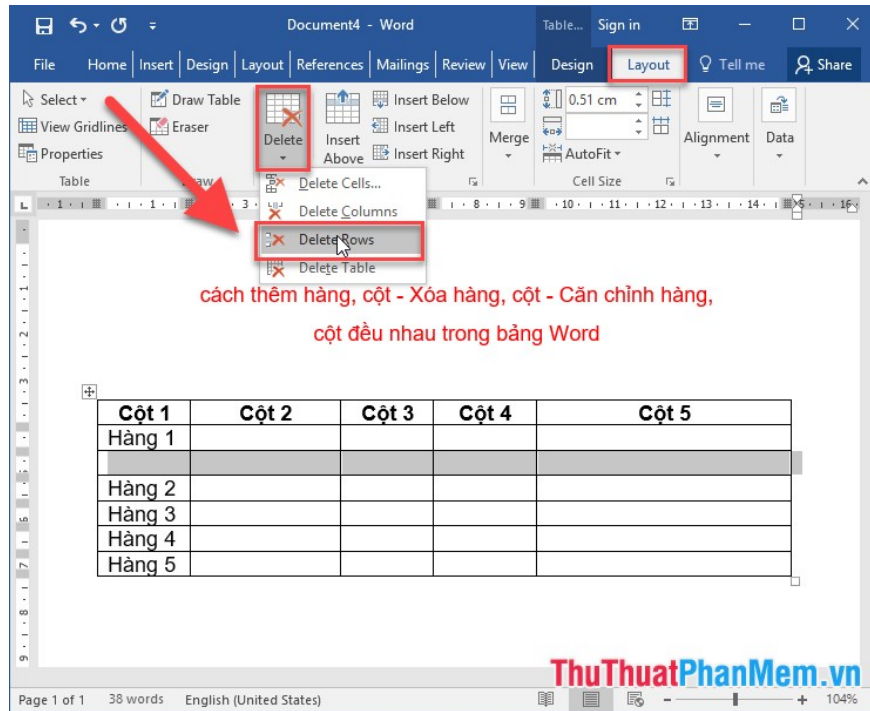 Document4 - Word Table... Sign in
File Home Insert Design Layout References Mailings Review View Design Layout Tell me Share
Select Draw Table Insert Below 0.51 cm
View Gridlines Eraser Delete Insert Left Merge Alignment Data
Properties Insert Above Insert Right AutoFit
Table Draw Cell Size
Delete Cells...
Delete Columns
Delete Rows
Delete Table
cách thêm hàng, cột - Xóa hàng, cột - Căn chỉnh hàng,
cột đều nhau trong bảng Word
Cột 1 Cột 2 Cột 3 Cột 4 Cột 5
Hàng 1
Hàng 2
Hàng 3
Hàng 4
Hàng 5
ThuThuatPhanMem.vn
Page 1 of 1 38 words English (United States) 104%